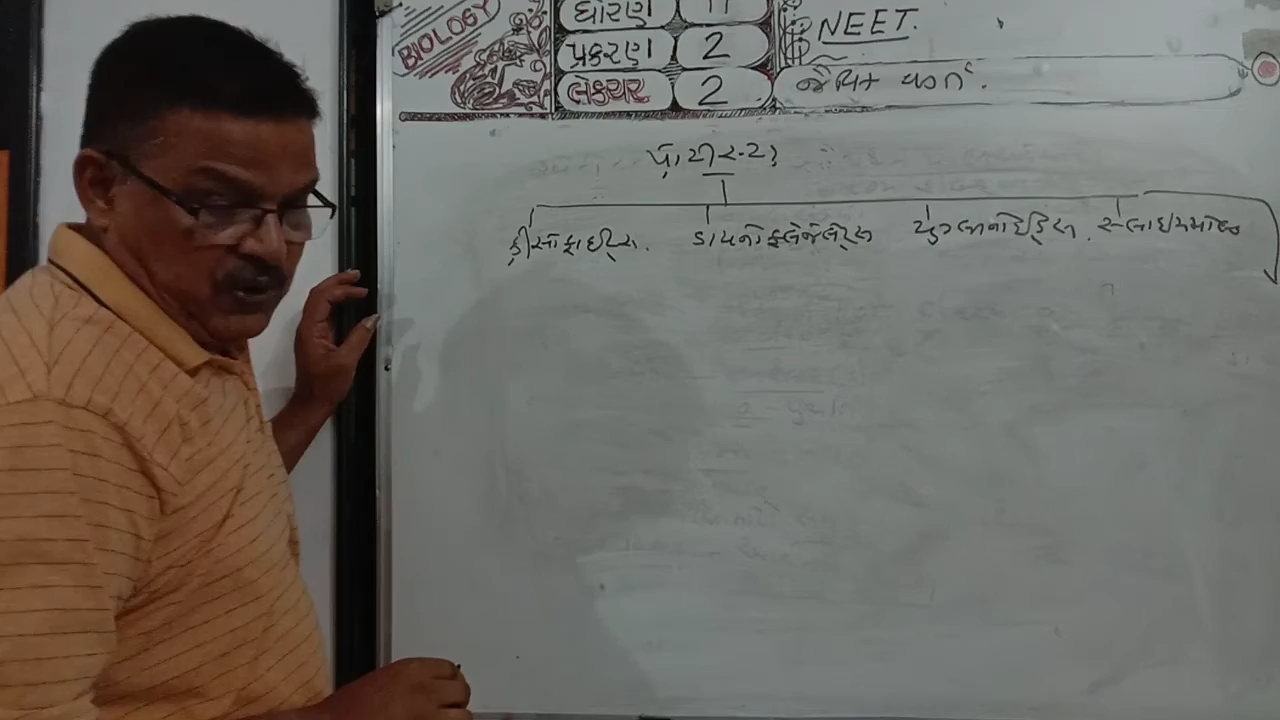 BIOLOGY
ધોરણ 11
NEET.
પ્રકરણ 2
લેક્ચર 2
જૈવિક વર્ગ.
પ્રોટીસ્ટા
ક્રીસોફાઈટ્સ. ડાયનોફ્લેજેલેટ્સ યુગ્લીનોઈડ્સ. સ્લાઈમમોલ્ડ